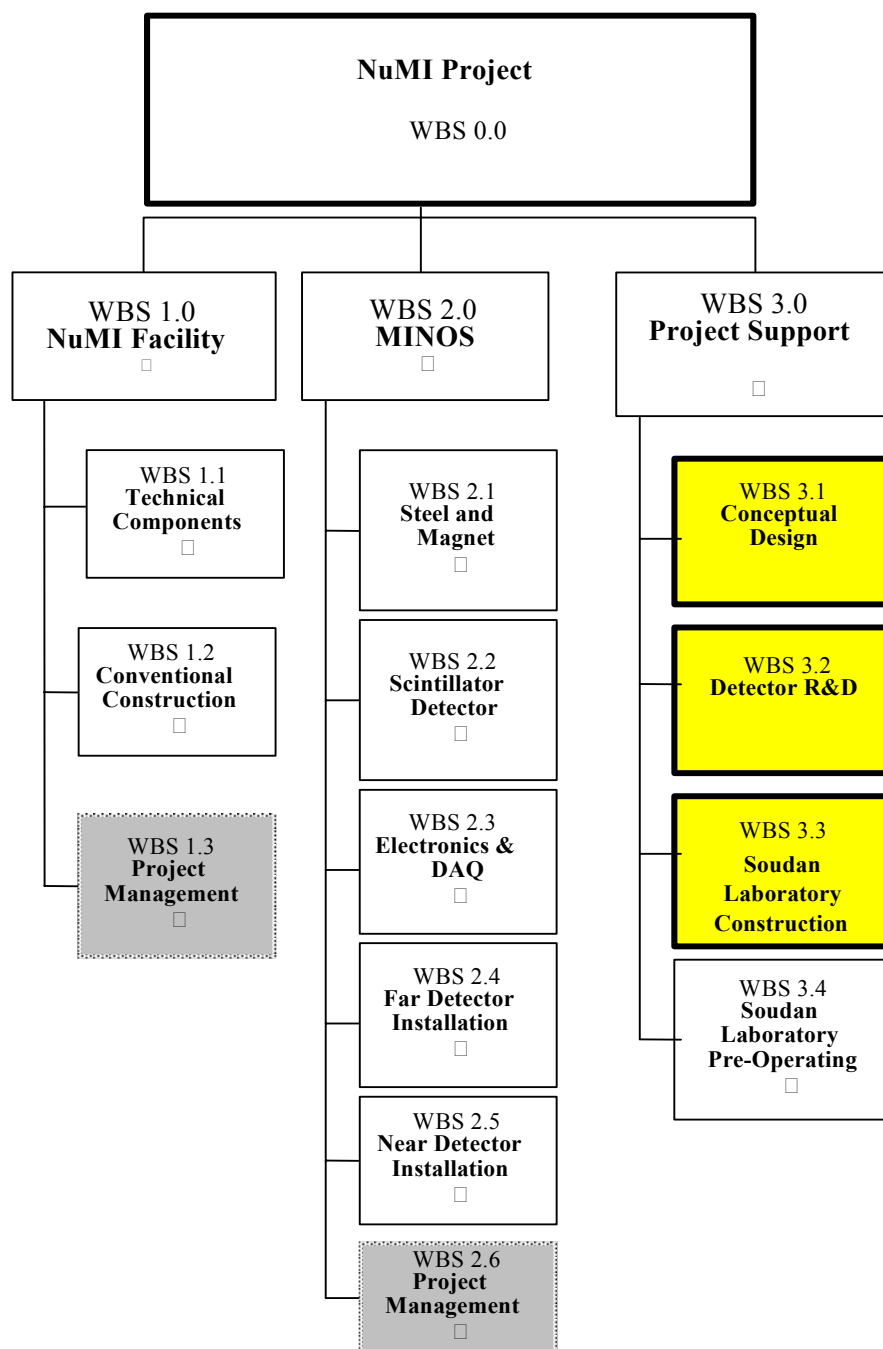 NuMI Project
WBS 0.0
WBS 1.0
NuMI Facility
WBS 2.0
MINOS
WBS 3.0
Project Support
WBS 1.1
Technical
Components
WBS 1.2
Conventional
Construction
WBS 1.3
Project
Management
WBS 2.1
Steel and
Magnet
WBS 2.2
Scintillator
Detector
WBS 2.3
Electronics &
DAQ
WBS 2.4
Far Detector
Installation
WBS 2.5
Near Detector
Installation
WBS 2.6
Project
Management
WBS 3.1
Conceptual
Design
WBS 3.2
Detector R&D
WBS 3.3
Soudan
Laboratory
Construction
WBS 3.4
Soudan
Laboratory
Pre-Operating